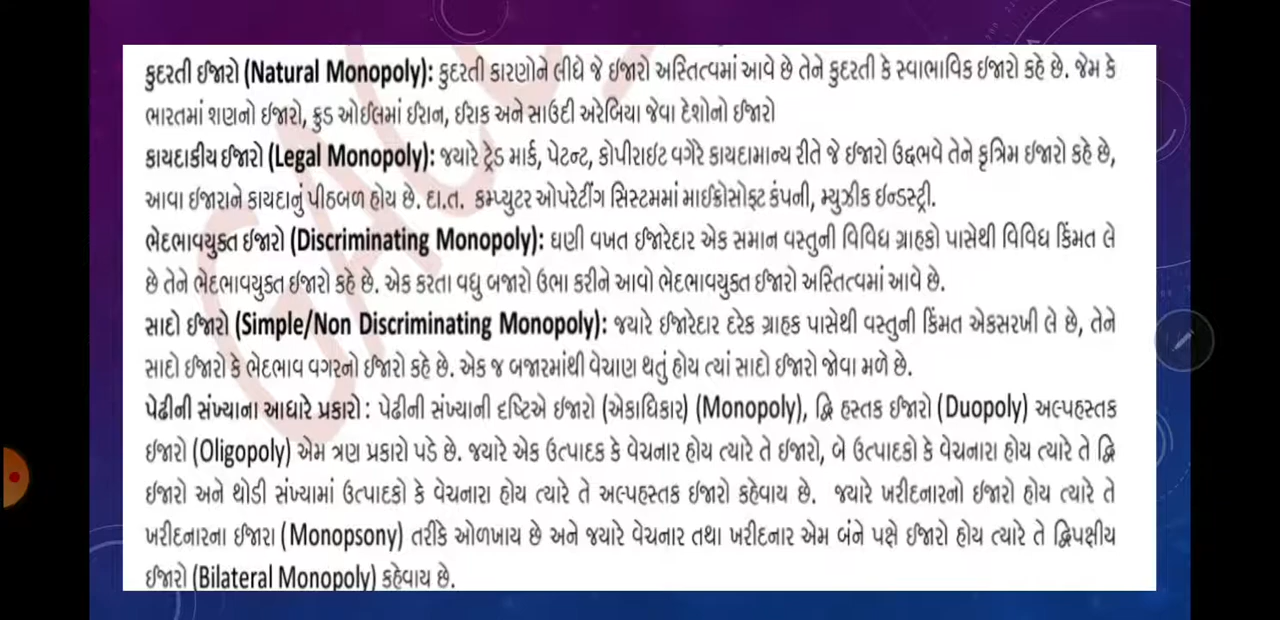 કુદરતી ઈજારો (Natural Monopoly): કુદરતી કારણોને લીધે જે ઈજારો અસ્તિત્વમાં આવે છે તેને કુદરતી કે સ્વાભાવિક ઈજારો કહે છે. જેમ કે
ભારતમાં શણનો ઈજારો, ક્રુડ ઓઈલમાં ઈરાન, ઈરાક અને સાઉદી અરેબિયા જેવા દેશોનો ઈજારો
કાયદાકીય ઈજારો (Legal Monopoly): જયારે ટ્રેડ માર્ક, પેટન્ટ, કોપીરાઈટ વગેરે કાયદામાન્ય રીતે જે ઈજારો ઉદ્દભવે તેને કૃત્રિમ ઈજારો કહે છે,
આવા ઈજારાને કાયદાનું પીઠબળ હોય છે. દા.ત. કમ્પ્યુટર ઓપરેટીંગ સિસ્ટમમાં માઈક્રોસોફ્ટ કંપની, મ્યુઝીક ઈન્ડસ્ટ્રી.
ભેદભાવયુક્ત ઈજારો (Discriminating Monopoly): ઘણી વખત ઈજારેદાર એક સમાન વસ્તુની વિવિધ ગ્રાહકો પાસેથી વિવિધ કિંમત લે
છે તેને ભેદભાવયુક્ત ઈજારો કહે છે. એક કરતા વધુ બજારો ઉભા કરીને આવો ભેદભાવયુક્ત ઈજારો અસ્તિત્વમાં આવે છે.
સાદો ઈજારો (Simple/Non Discriminating Monopoly): જયારે ઈજારેદાર દરેક ગ્રાહક પાસેથી વસ્તુની કિંમત એકસરખી લે છે, તેને
સાદો ઈજારો કે ભેદભાવ વગરનો ઈજારો કહે છે. એક જ બજારમાંથી વેચાણ થતું હોય ત્યાં સાદો ઈજારો જોવા મળે છે.
પેઢીની સંખ્યાના આધારે પ્રકારો : પેઢીની સંખ્યાની દષ્ટિએ ઈજારો (એકાધિકાર) (Monopoly), દ્વિ હસ્તક ઈજારો (Duopoly) અલ્પહસ્તક
ઈજારો (Oligopoly) એમ ત્રણ પ્રકારો પડે છે. જયારે એક ઉત્પાદક કે વેચનાર હોય ત્યારે તે ઈજારો, બે ઉત્પાદકો કે વેચનારા હોય ત્યારે તે દ્વિ
ઈજારો અને થોડી સંખ્યામાં ઉત્પાદકો કે વેચનારા હોય ત્યારે તે અલ્પહસ્તક ઈજારો કહેવાય છે. જયારે ખરીદનારનો ઈજારો હોય ત્યારે તે
ખરીદનારના ઈજારા (Monopsony) તરીકે ઓળખાય છે અને જયારે વેચનાર તથા ખરીદનાર એમ બંને પક્ષે ઈજારો હોય ત્યારે તે દ્વિપક્ષીય
ઈજારો (Bilateral Monopoly) કહેવાય છે.